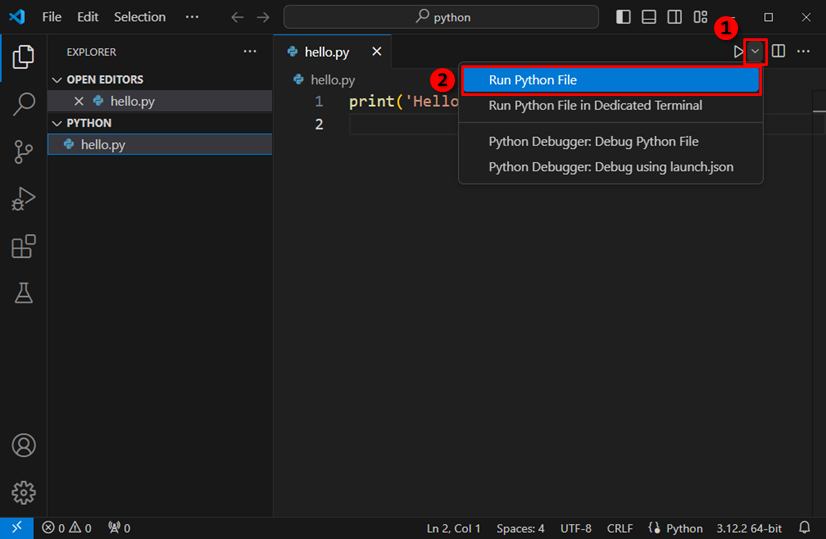 File Edit Selection ··· python
1
EXPLORER ···
OPEN EDITORS
hello.py
PYTHON
hello.py
hello.py
hello.py
1 print('Hello
2
2
Run Python File
Run Python File in Dedicated Terminal
Python Debugger: Debug Python File
Python Debugger: Debug using launch.json
0 0 0 Ln 2, Col 1 Spaces: 4 UTF-8 CRLF Python 3.12.2 64-bit